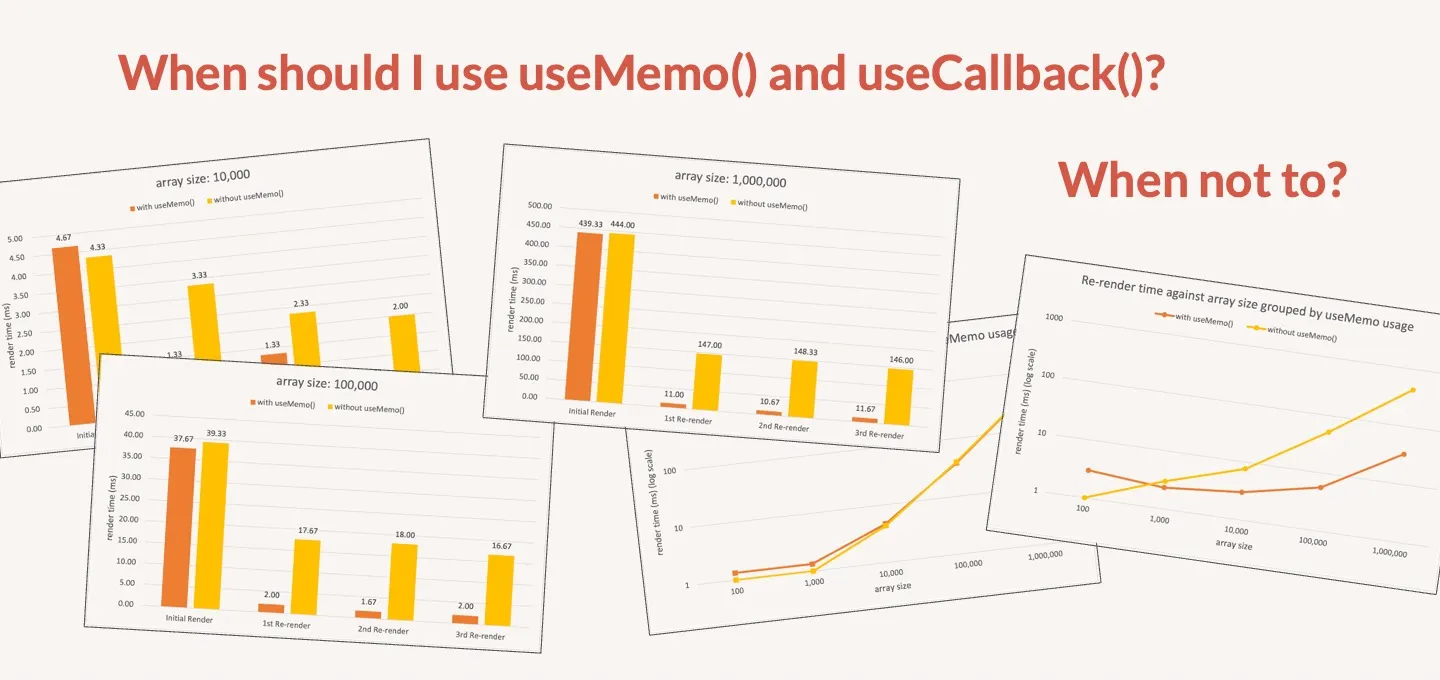 When should I use useMemo() and useCallback()?
When not to?
array size: 10,000
with useMemo() without useMemo()
render time (ms)
5.00
4.50
4.00
3.50
3.00
2.50
2.00
1.50
1.00
0.50
0.00
4.67 4.33
3.33
1.33
2.33
1.33
2.00
array size: 1,000,000
with useMemo() without useMemo()
render time (ms)
500.00
450.00
400.00
350.00
300.00
250.00
200.00
150.00
100.00
50.00
0.00
439.33 444.00
11.00 147.00
10.67 148.33
11.67 146.00
Initial Render 1st Re-render 2nd Re-render 3rd Re-render
array size: 100,000
with useMemo() without useMemo()
render time (ms)
45.00
40.00
35.00
30.00
25.00
20.00
15.00
10.00
5.00
0.00
37.67 39.33
2.00 17.67
1.67 18.00
2.00 16.67
Initial Render 1st Re-render 2nd Re-render 3rd Re-render
usage
render time (ms) (log scale)
100
10
1
100 1,000 10,000 100,000 1,000,000
array size
Re-render time against array size grouped by useMemo usage
with useMemo() without useMemo()
render time (ms) (log scale)
1000
100
10
1
100 1,000 10,000 100,000 1,000,000
array size